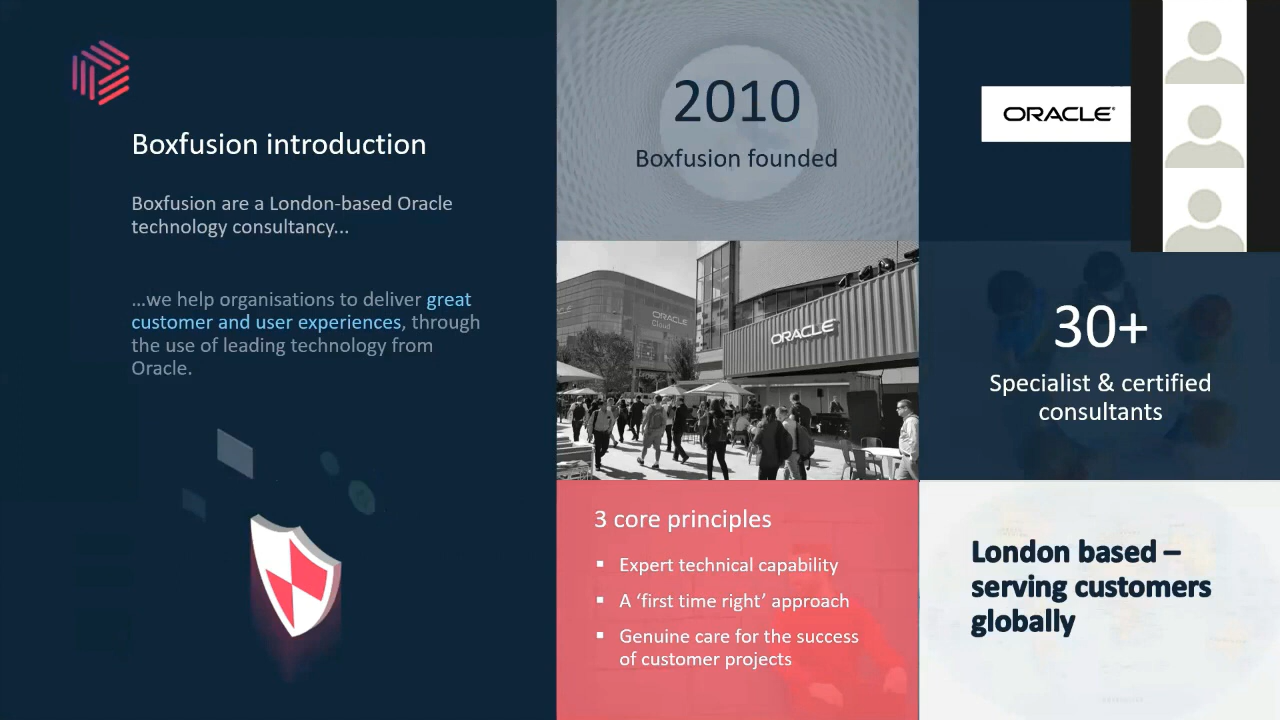 Boxfusion introduction
Boxfusion are a London-based Oracle
technology consultancy...
...we help organisations to deliver great
customer and user experiences, through
the use of leading technology from
Oracle.
2010
Boxfusion founded
ORACLE
ORACLE
Cloud
ORACLE
30+
Specialist & certified
consultants
3 core principles
▪ Expert technical capability
▪ A ‘first time right’ approach
▪ Genuine care for the success
of customer projects
London based –
serving customers
globally